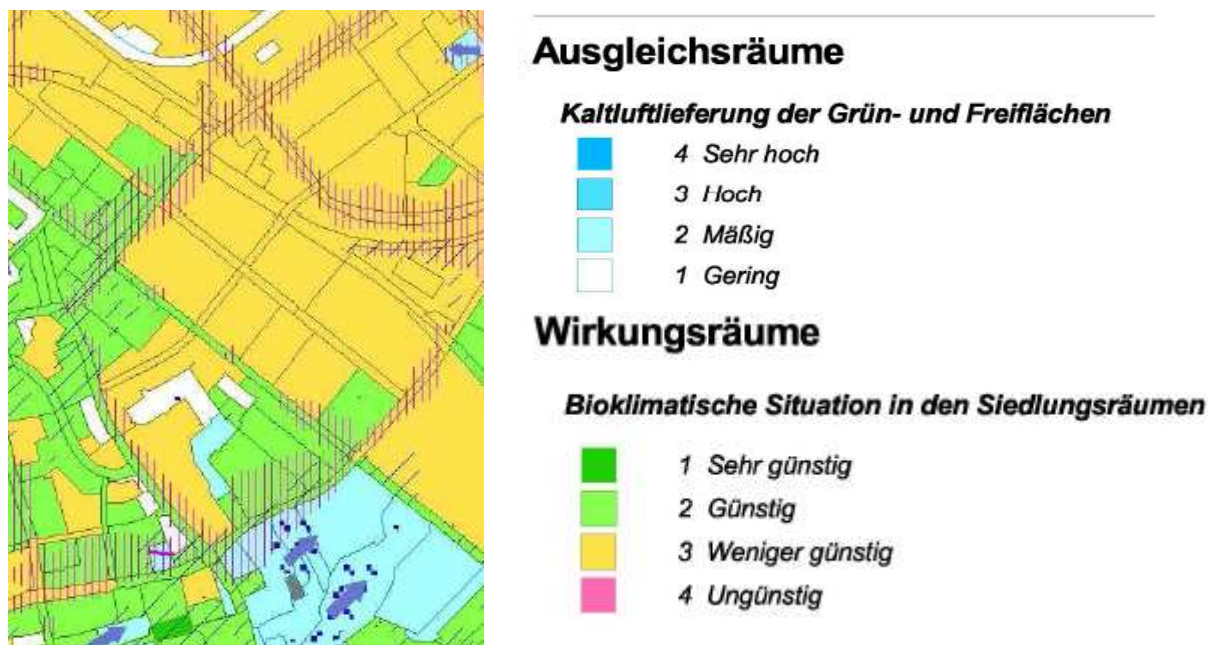 Ausgleichsräume
Kaltluftlieferung der Grün- und Freiflächen
4 Sehr hoch
3 Hoch
2 Mäßig
1 Gering
Wirkungsräume
Bioklimatische Situation in den Siedlungsräumen
1 Sehr günstig
2 Günstig
3 Weniger günstig
4 Ungünstig